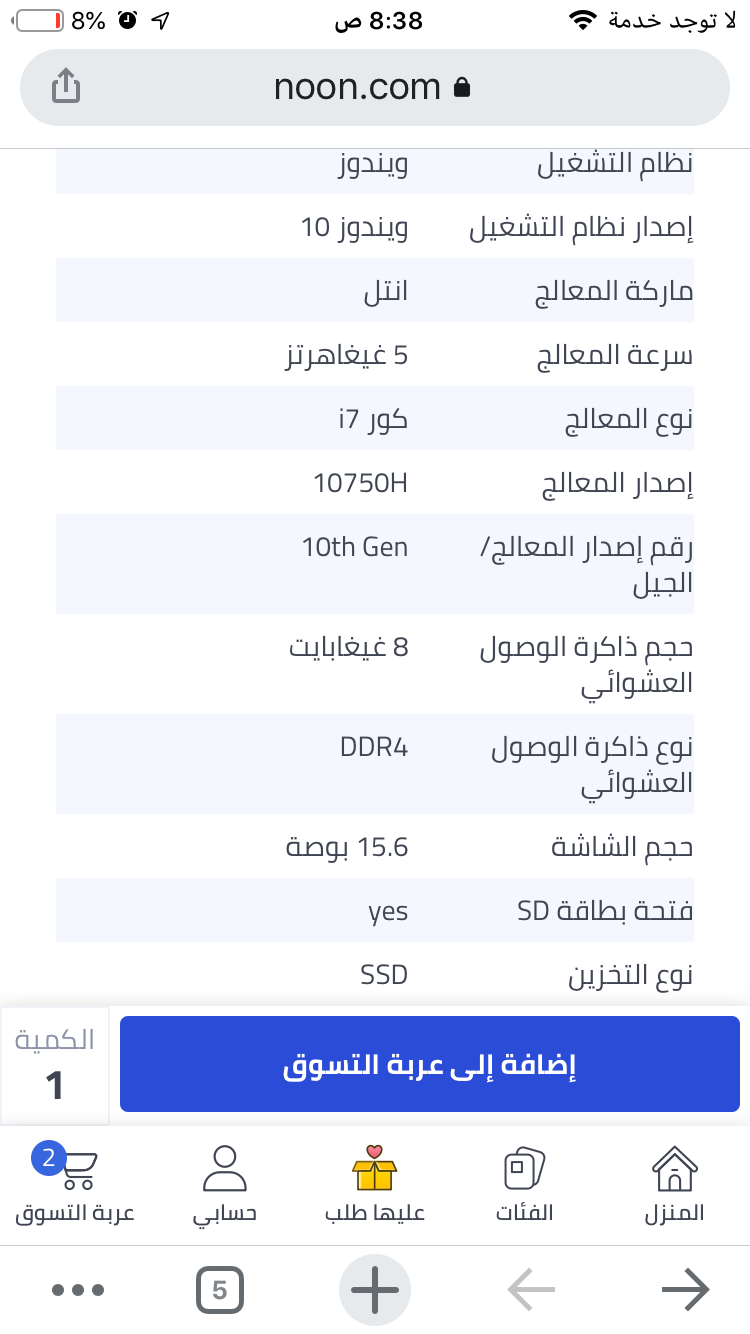 8% 8:38 ص لا توجد خدمة
noon.com
نظام التشغيل ويندوز
إصدار نظام التشغيل ويندوز 10
ماركة المعالج انتل
سرعة المعالج 5 غيغاهرتز
نوع المعالج كور i7
إصدار المعالج 10750H
رقم إصدار المعالج/ 10th Gen
الجيل
حجم ذاكرة الوصول 8 غيغابايت
العشوائي
نوع ذاكرة الوصول DDR4
العشوائي
حجم الشاشة 15.6 بوصة
فتحة بطاقة SD yes
نوع التخزين SSD
إضافة إلى عربة التسوق
الكمية
1
2
المنزل الفئات عليها طلب حسابي عربة التسوق
5